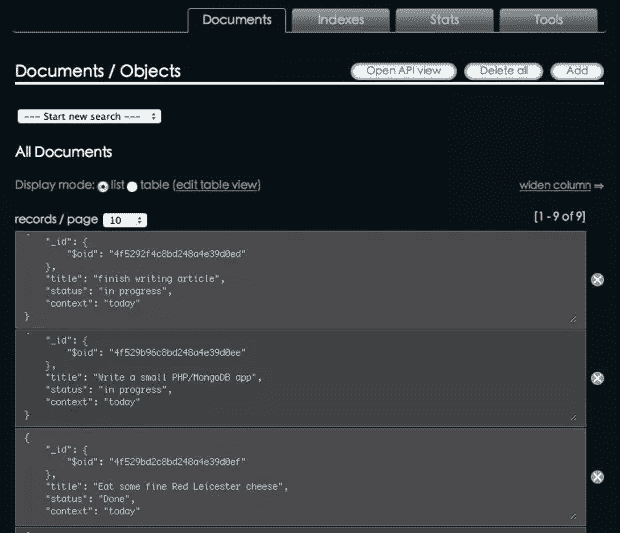 Documents Indexes Stats Tools
Documents / Objects Open API view Delete all Add
--- Start new search ---
All Documents
Display mode: list table (edit table view) widen column ⇒
records / page 10 [1 - 9 of 9]
"_id": {
"$oid": "4f5292f4c8bd248a4e39d0ed"
},
"title": "finish writing article",
"status": "in progress",
"context": "today"
}
"_id": {
"$oid": "4f529b96c8bd248a4e39d0ee"
},
"title": "Write a small PHP/MongoDB app",
"status": "in progress",
"context": "today"
}
{
"_id": {
"$oid": "4f529bd2c8bd248a4e39d0ef"
},
"title": "Eat some fine Red Leicester cheese",
"status": "Done",
"context": "today"
}